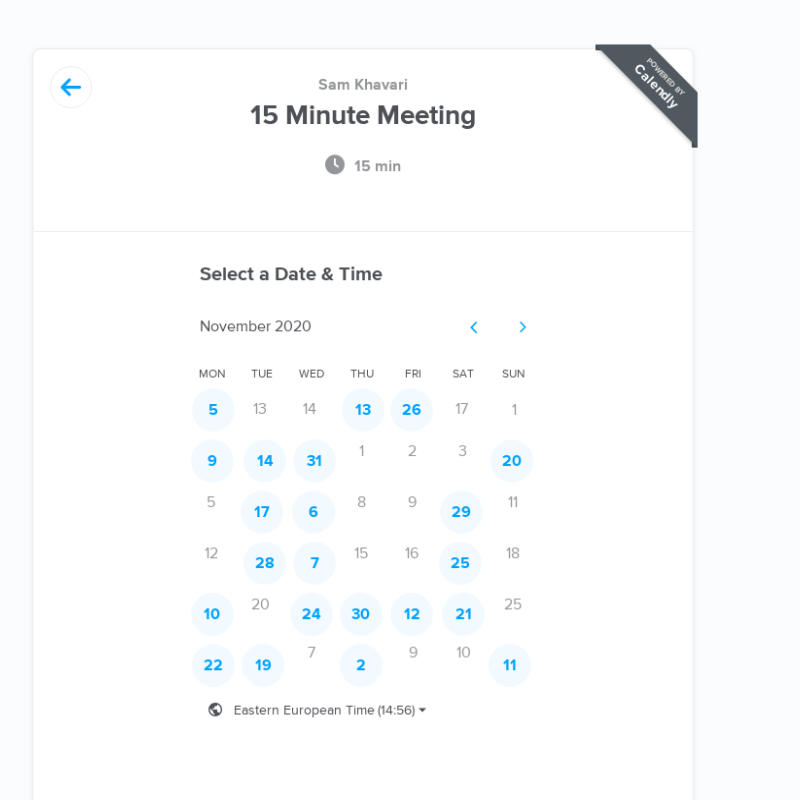 POWERED BY
Calendly
Sam Khavari
15 Minute Meeting
15 min
Select a Date & Time
November 2020
MON TUE WED THU FRI SAT SUN
5 13 14 13 26 17 1
9 14 31 1 2 3 20
5 17 6 8 9 29 11
12 28 7 15 16 25 18
10 20 24 30 12 21 25
22 19 7 2 9 10 11
Eastern European Time (14:56)